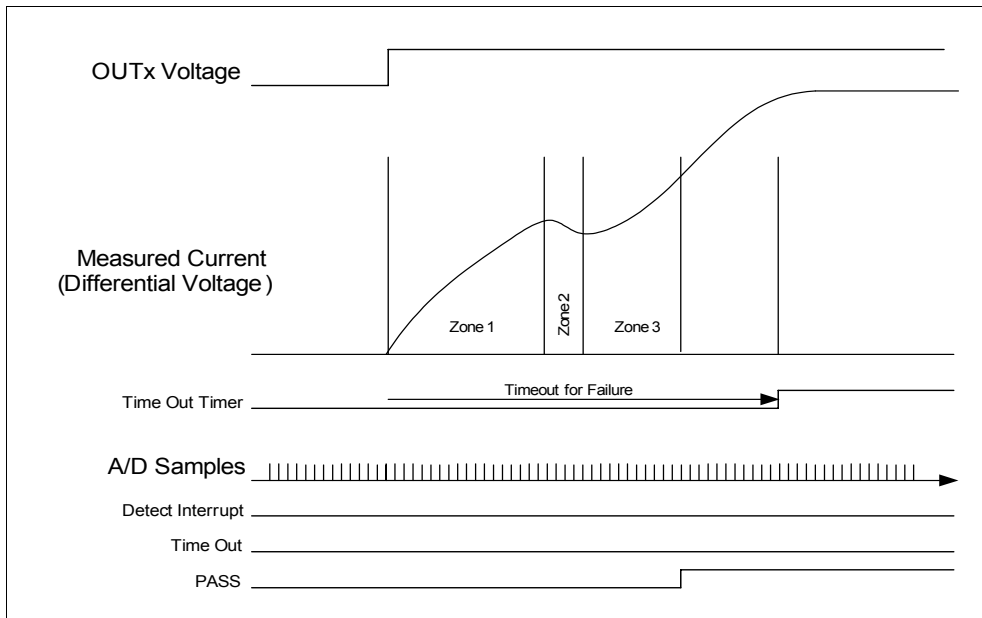 OUTx Voltage
Measured Current
(Differential Voltage)
Zone 1
Zone 2
Zone 3
Timeout for Failure
Time Out Timer
A/D Samples
Detect Interrupt
Time Out
PASS